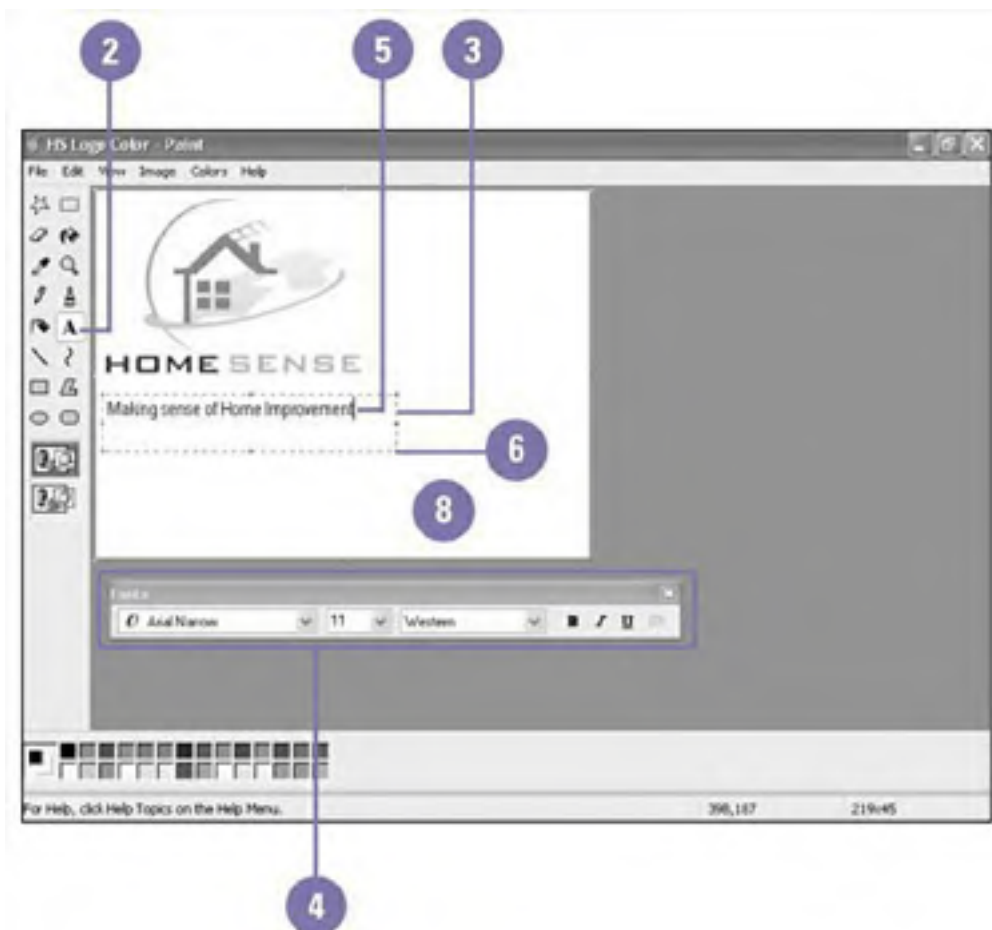 2
5
3
HS Logo Color - Paint
File Edit View Image Colors Help
A
HOME SENSE
Making sense of Home Improvement
6
8
Fonts
Arial Narrow 11 Western B I U
For Help, click Help Topics on the Help Menu. 398,187 219x45
4